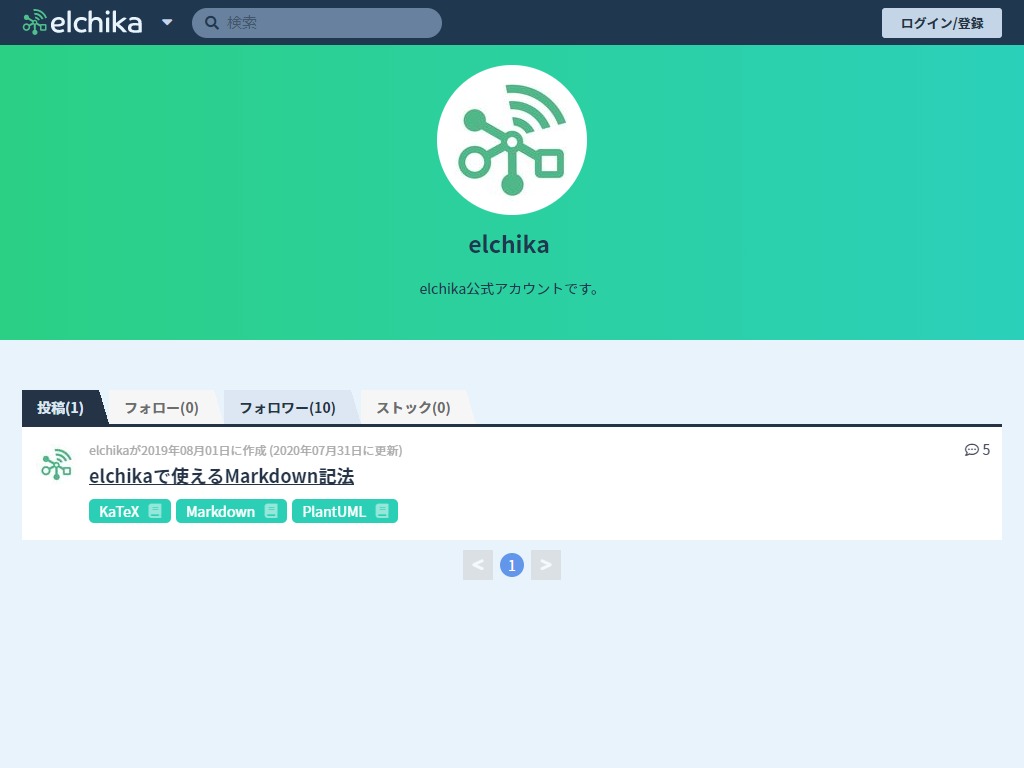 elchika
検索
ログイン/登録
elchika
elchika公式アカウントです。
投稿(1)
フォロー(0)
フォロワー(10)
ストック(0)
elchikaが2019年08月01日に作成 (2020年07月31日に更新)
5
elchikaで使えるMarkdown記法
KaTeX
Markdown
PlantUML
< 1 >